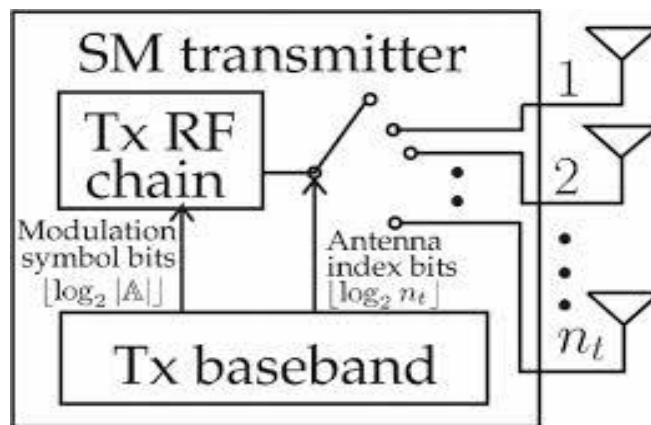 SM transmitter
Tx RF
chain
1
2
Modulation
symbol bits
⌊log₂ |𝔸|⌋
Antenna
index bits
⌊log₂ nₜ⌋
nₜ
Tx baseband